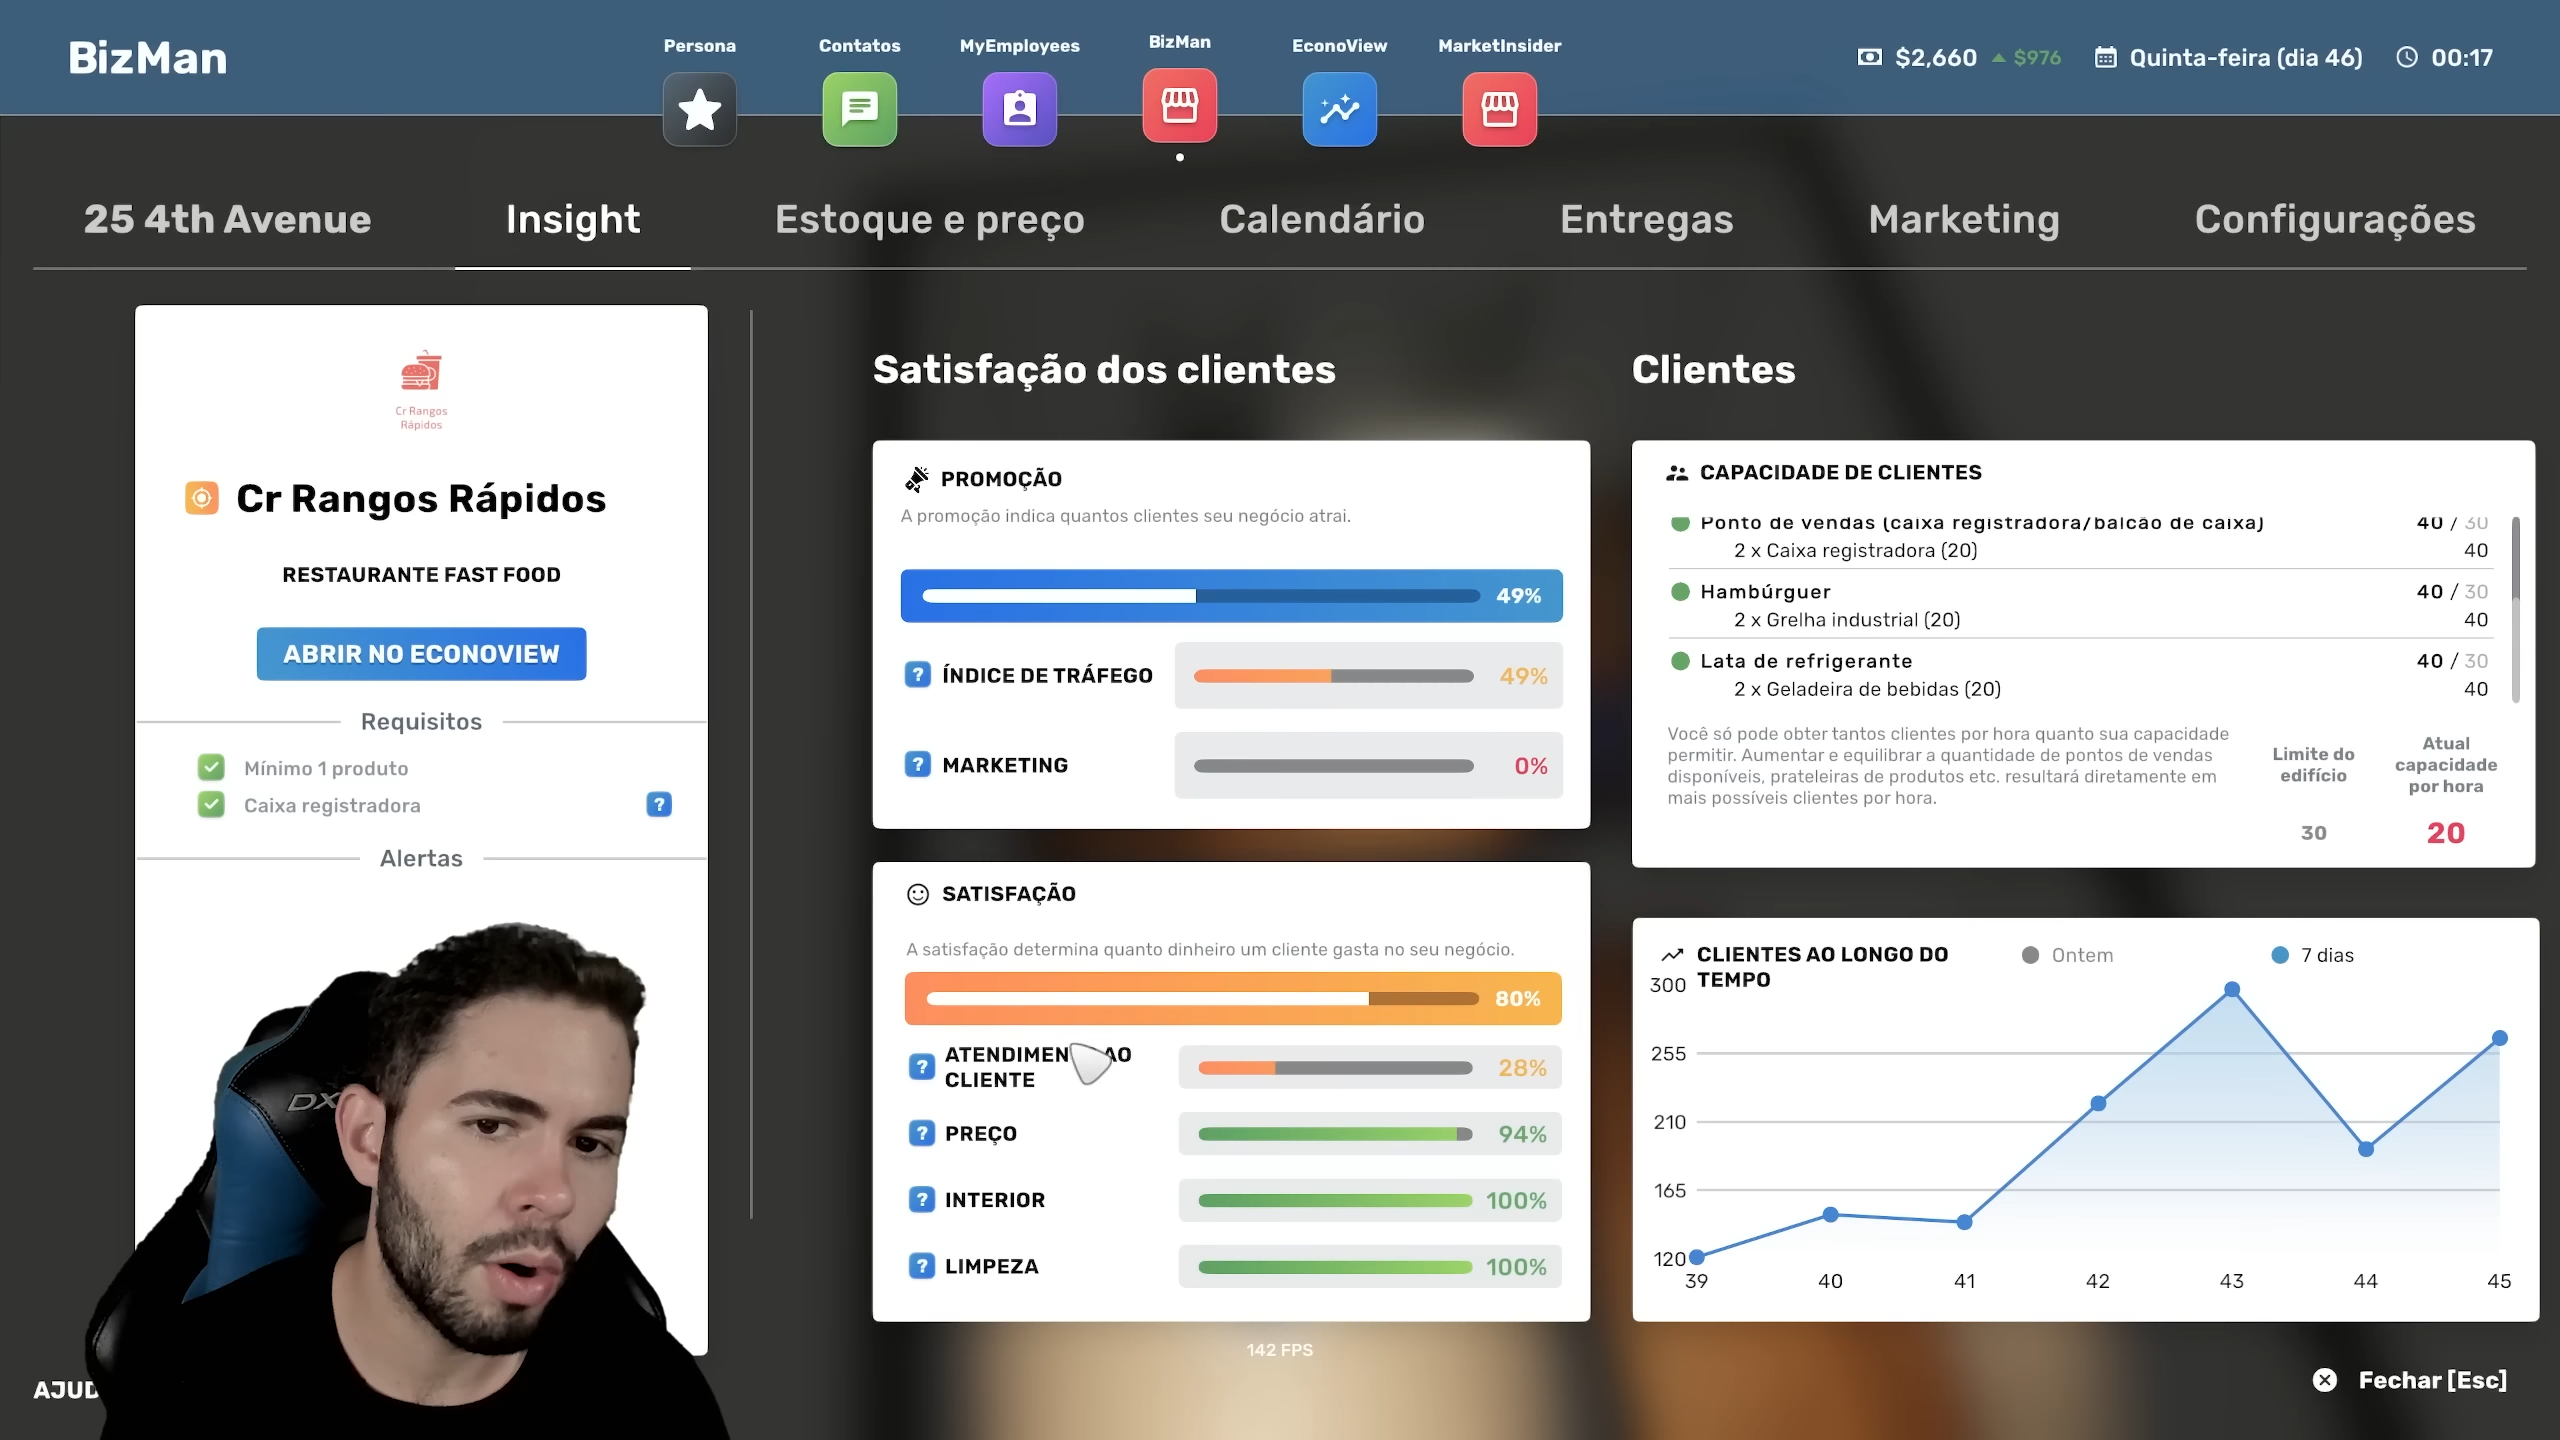 BizMan
Persona
Contatos
MyEmployees
BizMan
EconoView
MarketInsider
$2,660
$976
Quinta-feira (dia 46)
00:17
25 4th Avenue
Insight
Estoque e preço
Calendário
Entregas
Marketing
Configurações
Cr Rangos
Rápidos
Cr Rangos Rápidos
RESTAURANTE FAST FOOD
ABRIR NO ECONOVIEW
Requisitos
Mínimo 1 produto
Caixa registradora
?
Alertas
DX
AJUD
Satisfação dos clientes
PROMOÇÃO
A promoção indica quantos clientes seu negócio atrai.
49%
? ÍNDICE DE TRÁFEGO 49%
? MARKETING 0%
SATISFAÇÃO
A satisfação determina quanto dinheiro um cliente gasta no seu negócio.
80%
? ATENDIMEN AO
CLIENTE 28%
? PREÇO 94%
? INTERIOR 100%
? LIMPEZA 100%
142 FPS
Clientes
CAPACIDADE DE CLIENTES
Ponto de vendas (caixa registradora/balcão de caixa) 40 / 30
2 x Caixa registradora (20) 40
Hambúrguer 40 / 30
2 x Grelha industrial (20) 40
Lata de refrigerante 40 / 30
2 x Geladeira de bebidas (20) 40
Você só pode obter tantos clientes por hora quanto sua capacidade
permitir. Aumentar e equilibrar a quantidade de pontos de vendas
disponíveis, prateleiras de produtos etc. resultará diretamente em
mais possíveis clientes por hora.
Limite do
edifício
30
Atual
capacidade
por hora
20
CLIENTES AO LONGO DO
TEMPO
Ontem
7 dias
300
255
210
165
120
39 40 41 42 43 44 45
Fechar [Esc]